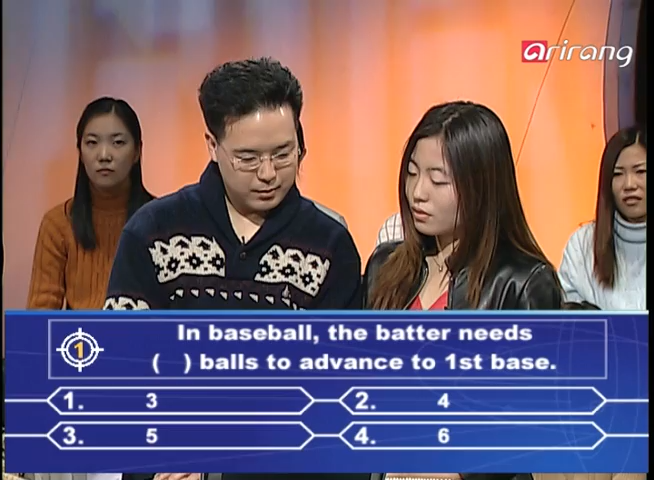 arirang
1
In baseball, the batter needs
( ) balls to advance to 1st base.
1. 3
2. 4
3. 5
4. 6